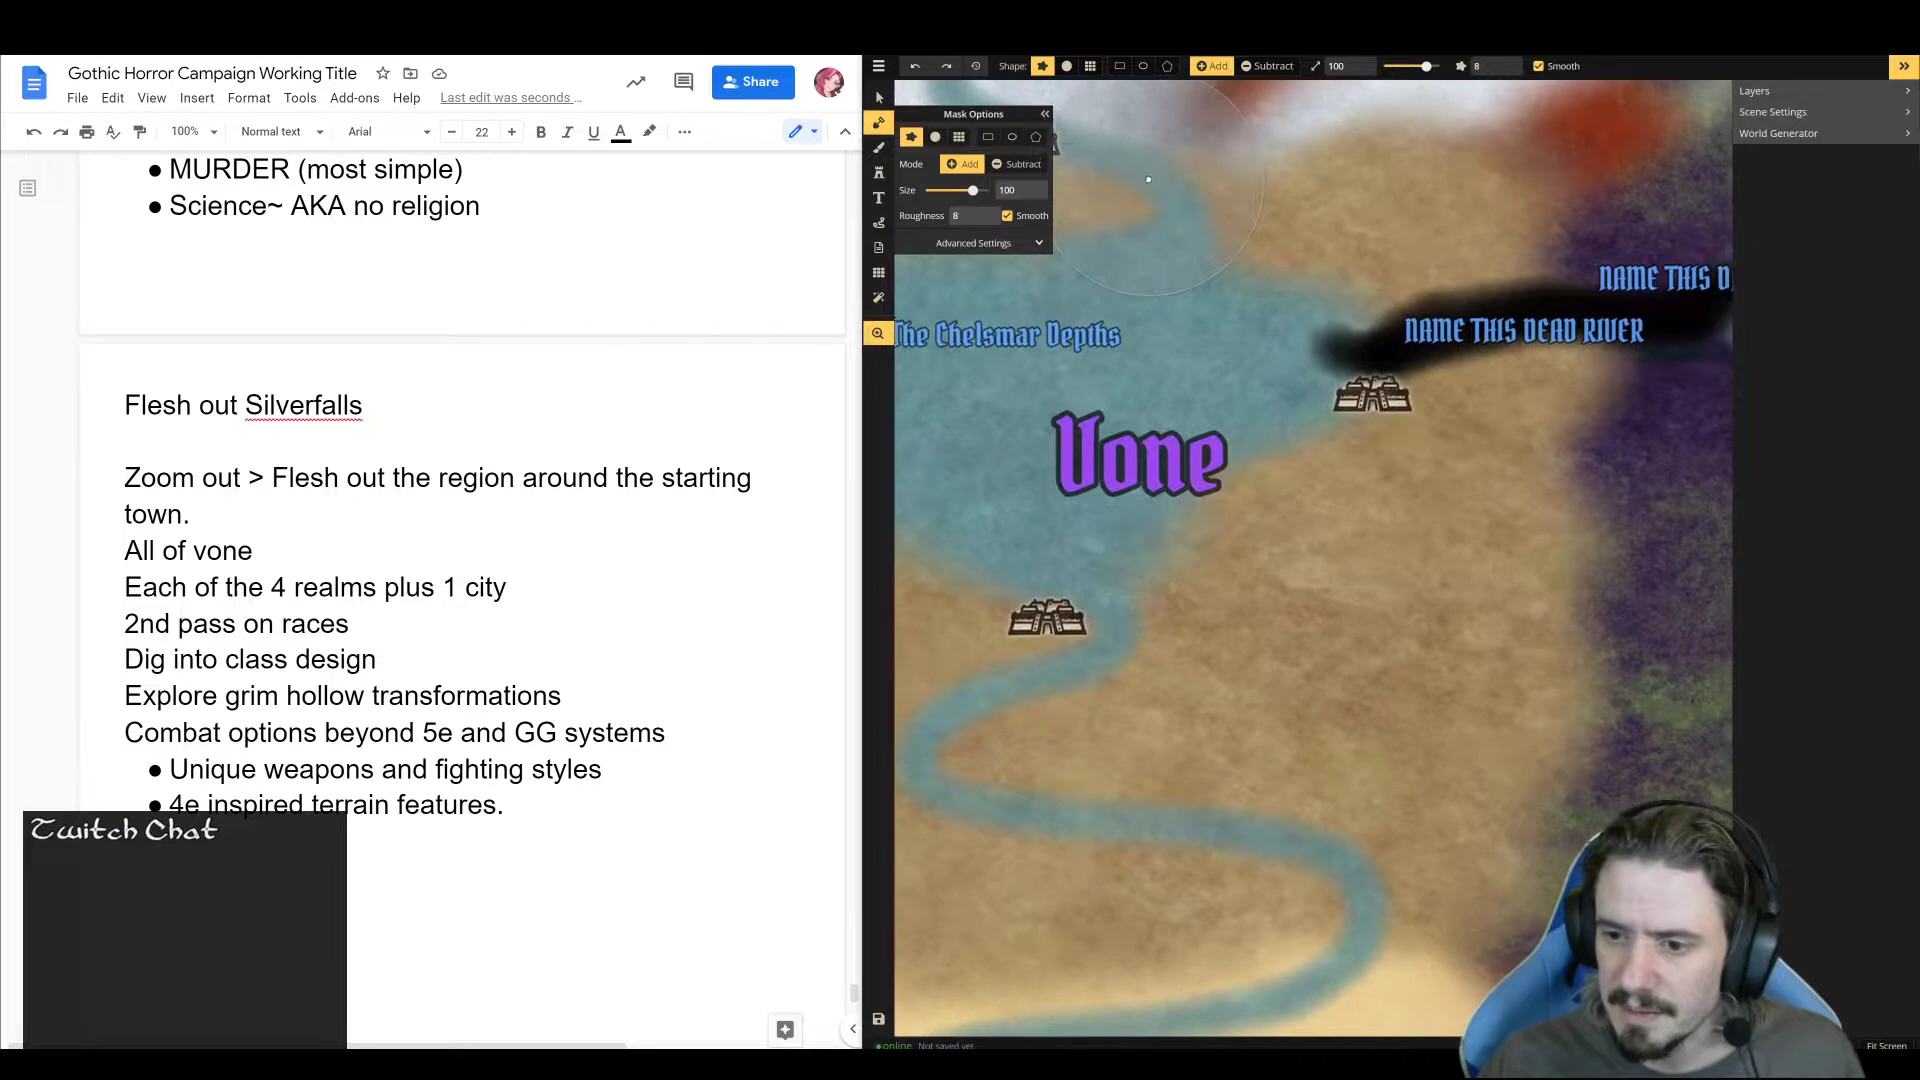 Gothic Horror Campaign Working Title
File Edit View Insert Format Tools Add-ons Help Last edit was seconds ...
Share
100% Normal text Arial 22 B I U A
● MURDER (most simple)
● Science~ AKA no religion
Flesh out Silverfalls
Zoom out > Flesh out the region around the starting
town.
All of vone
Each of the 4 realms plus 1 city
2nd pass on races
Dig into class design
Explore grim hollow transformations
Combat options beyond 5e and GG systems
● Unique weapons and fighting styles
● 4e inspired terrain features.
Twitch Chat
Shape: Add Subtract 100 8 Smooth
Mask Options
Mode Add Subtract
Size 100
Roughness 8 Smooth
Advanced Settings
T
Layers
Scene Settings
World Generator
NAME THIS D
NAME THIS DEAD RIVER
The Chelsmar Depths
Vone
online Not saved yet
Fit Screen